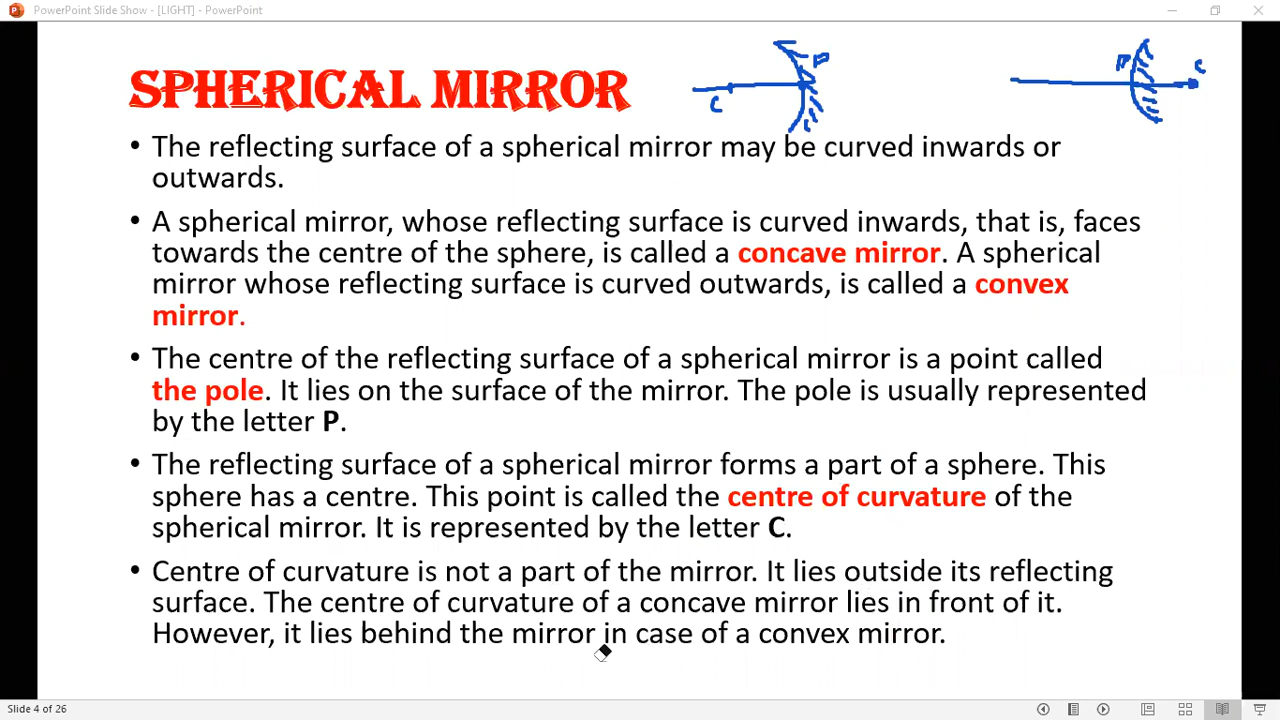 PowerPoint Slide Show - [LIGHT] - PowerPoint
SPHERICAL MIRROR
C
P
P
C
• The reflecting surface of a spherical mirror may be curved inwards or
outwards.
• A spherical mirror, whose reflecting surface is curved inwards, that is, faces
towards the centre of the sphere, is called a concave mirror. A spherical
mirror whose reflecting surface is curved outwards, is called a convex
mirror.
• The centre of the reflecting surface of a spherical mirror is a point called
the pole. It lies on the surface of the mirror. The pole is usually represented
by the letter P.
• The reflecting surface of a spherical mirror forms a part of a sphere. This
sphere has a centre. This point is called the centre of curvature of the
spherical mirror. It is represented by the letter C.
• Centre of curvature is not a part of the mirror. It lies outside its reflecting
surface. The centre of curvature of a concave mirror lies in front of it.
However, it lies behind the mirror in case of a convex mirror.
Slide 4 of 26